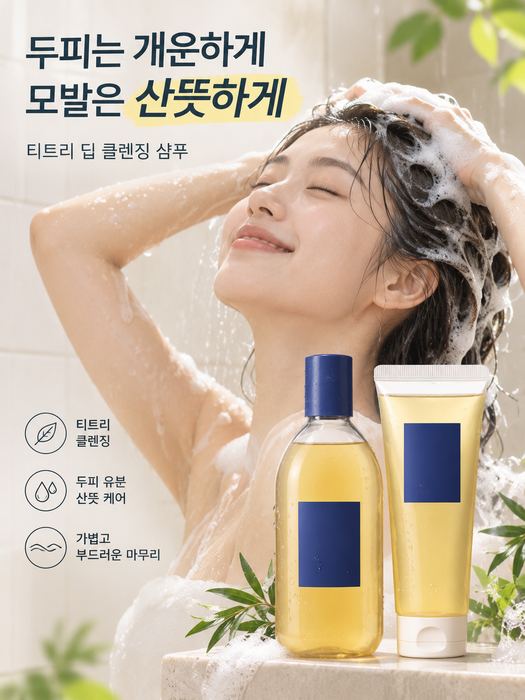 두피는 개운하게
모발은 산뜻하게
티트리 딥 클렌징 샴푸
티트리
클렌징
두피 유분
산뜻 케어
가볍고
부드러운 마무리